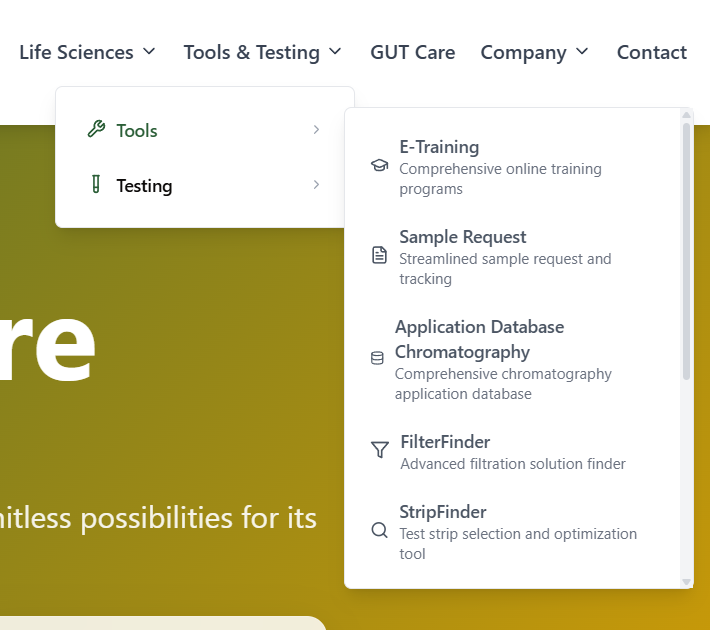 Life Sciences
Tools & Testing
GUT Care
Company
Contact
Tools
Testing
E-Training
Comprehensive online training
programs
Sample Request
Streamlined sample request and
tracking
Application Database
Chromatography
Comprehensive chromatography
application database
FilterFinder
Advanced filtration solution finder
StripFinder
Test strip selection and optimization
tool
re
itless possibilities for its